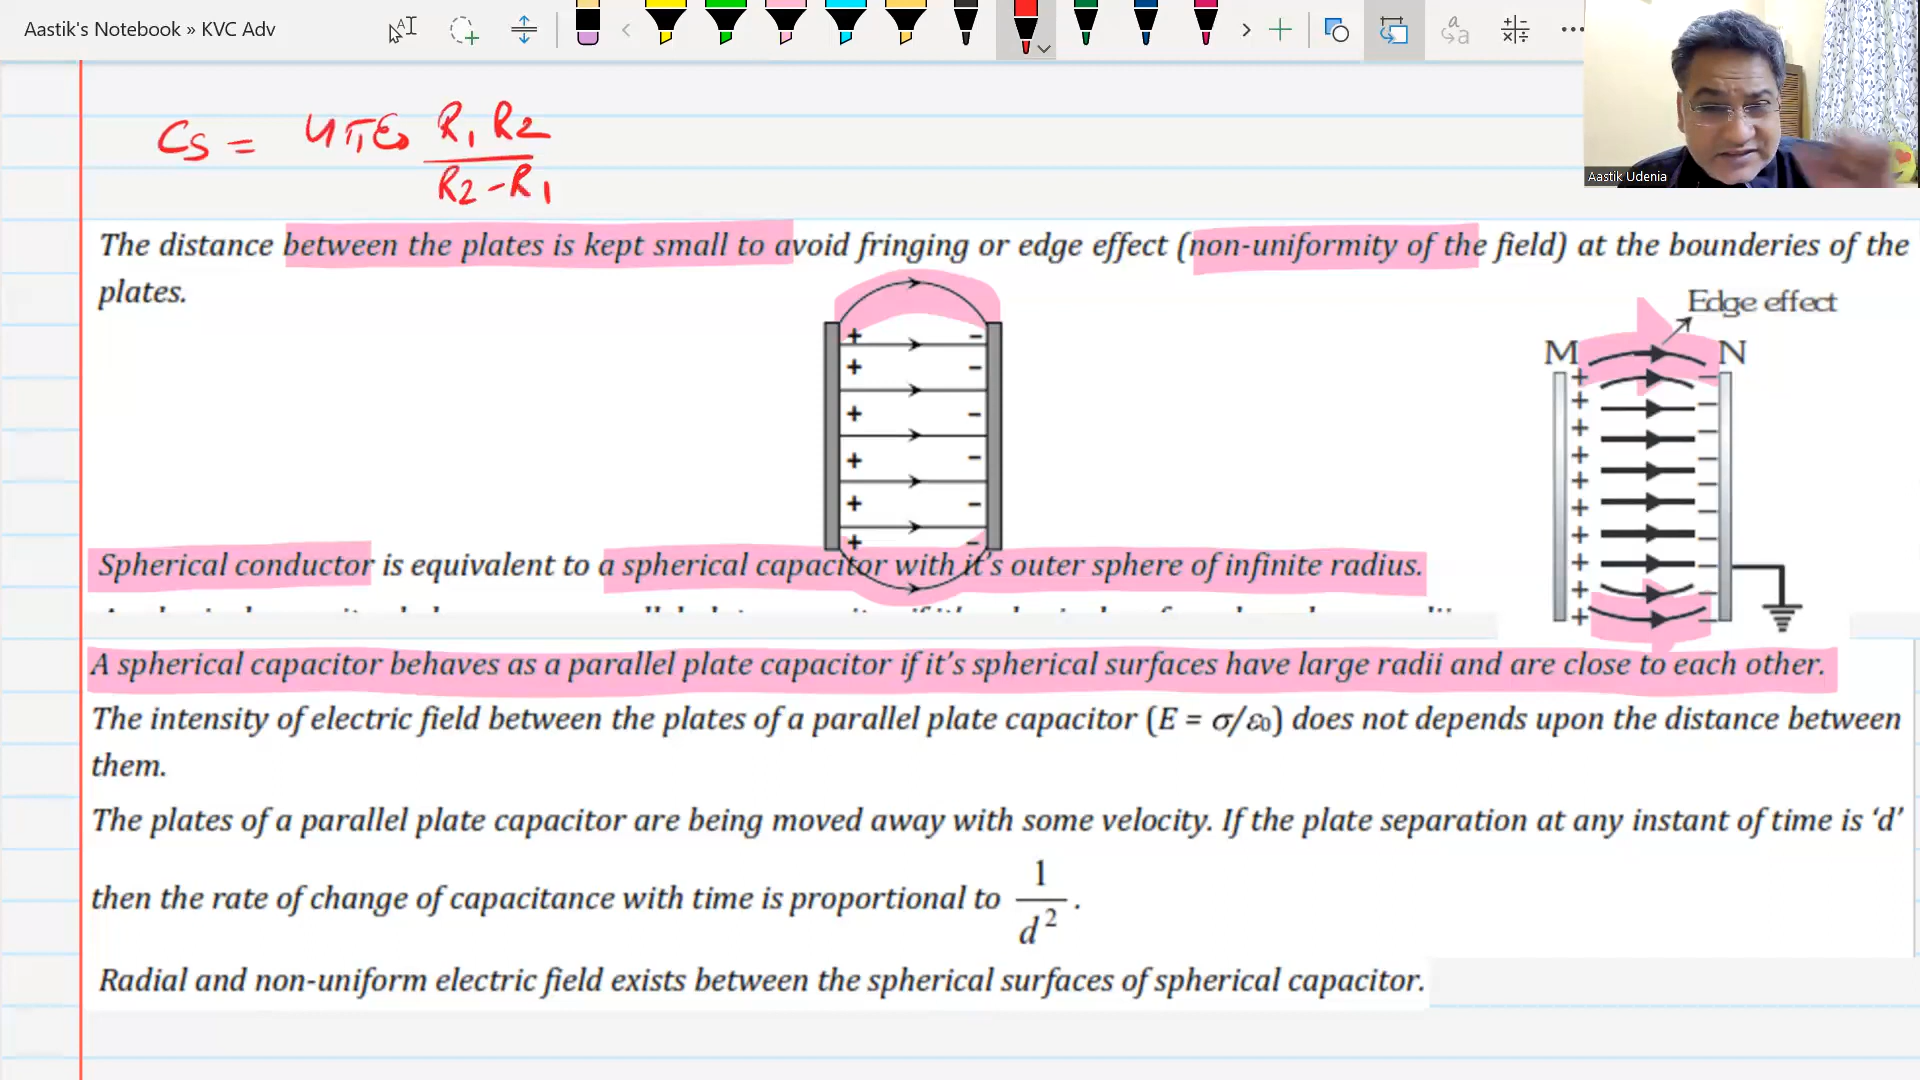 Aastik's Notebook » KVC Adv
Aastik Udenia
Cs = 4πε₀ R₁ R2
R2 - R₁
The distance between the plates is kept small to avoid fringing or edge effect (non-uniformity of the field) at the bounderies of the
plates.
Edge effect
M N
Spherical conductor is equivalent to a spherical capacitor with it's outer sphere of infinite radius.
A spherical capacitor behaves as a parallel plate capacitor if it's spherical surfaces have large radii and are close to each other.
The intensity of electric field between the plates of a parallel plate capacitor (E = σ/ε0) does not depends upon the distance between
them.
The plates of a parallel plate capacitor are being moved away with some velocity. If the plate separation at any instant of time is 'd'
then the rate of change of capacitance with time is proportional to 1/d².
Radial and non-uniform electric field exists between the spherical surfaces of spherical capacitor.